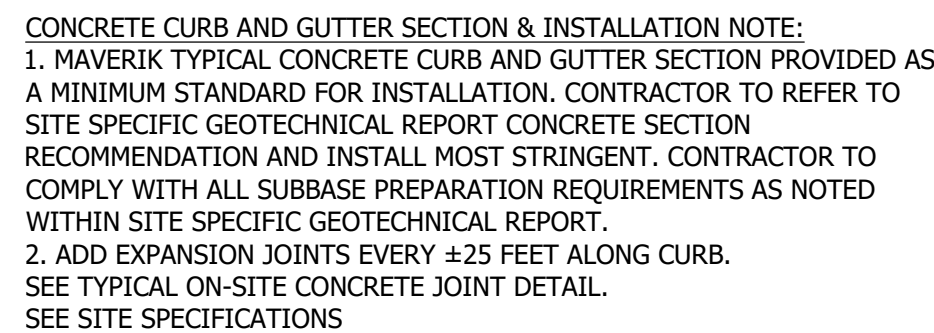 CONCRETE CURB AND GUTTER SECTION & INSTALLATION NOTE:
1. MAVERIK TYPICAL CONCRETE CURB AND GUTTER SECTION PROVIDED AS
A MINIMUM STANDARD FOR INSTALLATION. CONTRACTOR TO REFER TO
SITE SPECIFIC GEOTECHNICAL REPORT CONCRETE SECTION
RECOMMENDATION AND INSTALL MOST STRINGENT. CONTRACTOR TO
COMPLY WITH ALL SUBBASE PREPARATION REQUIREMENTS AS NOTED
WITHIN SITE SPECIFIC GEOTECHNICAL REPORT.
2. ADD EXPANSION JOINTS EVERY ±25 FEET ALONG CURB.
SEE TYPICAL ON-SITE CONCRETE JOINT DETAIL.
SEE SITE SPECIFICATIONS